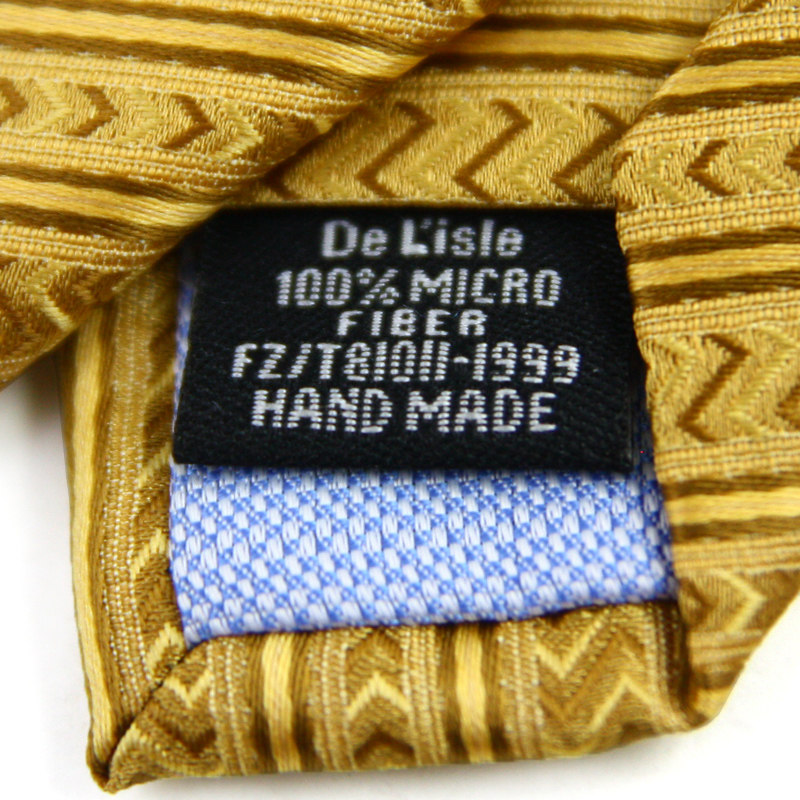 De L'isle
100% MICRO
FIBER
FZ/T81011-1999
HAND MADE